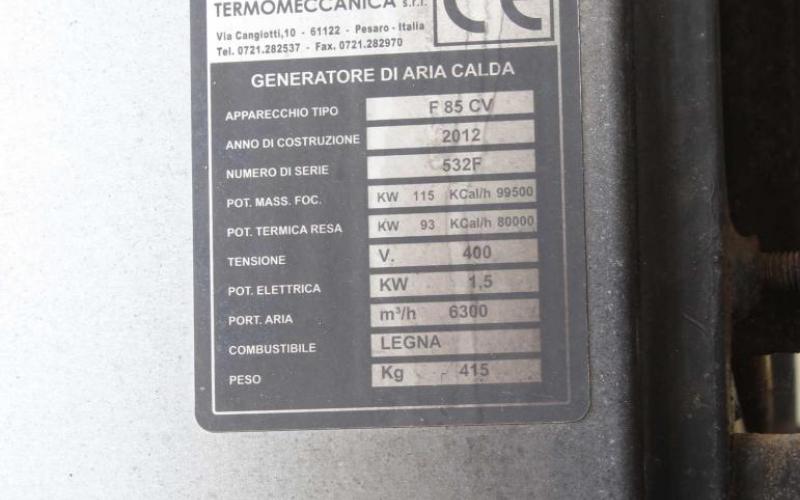 TERMOMECCANICA s.r.l.
Via Cangiotti,10 - 61122 - Pesaro - Italia
Tel. 0721.282537 - Fax. 0721.282970
CE
GENERATORE DI ARIA CALDA
APPARECCHIO TIPO F 85 CV
ANNO DI COSTRUZIONE 2012
NUMERO DI SERIE 532F
POT. MASS. FOC. KW 115 KCal/h 99500
POT. TERMICA RESA KW 93 KCal/h 80000
TENSIONE V. 400
POT. ELETTRICA KW 1,5
PORT. ARIA m³/h 6300
COMBUSTIBILE LEGNA
PESO Kg 415